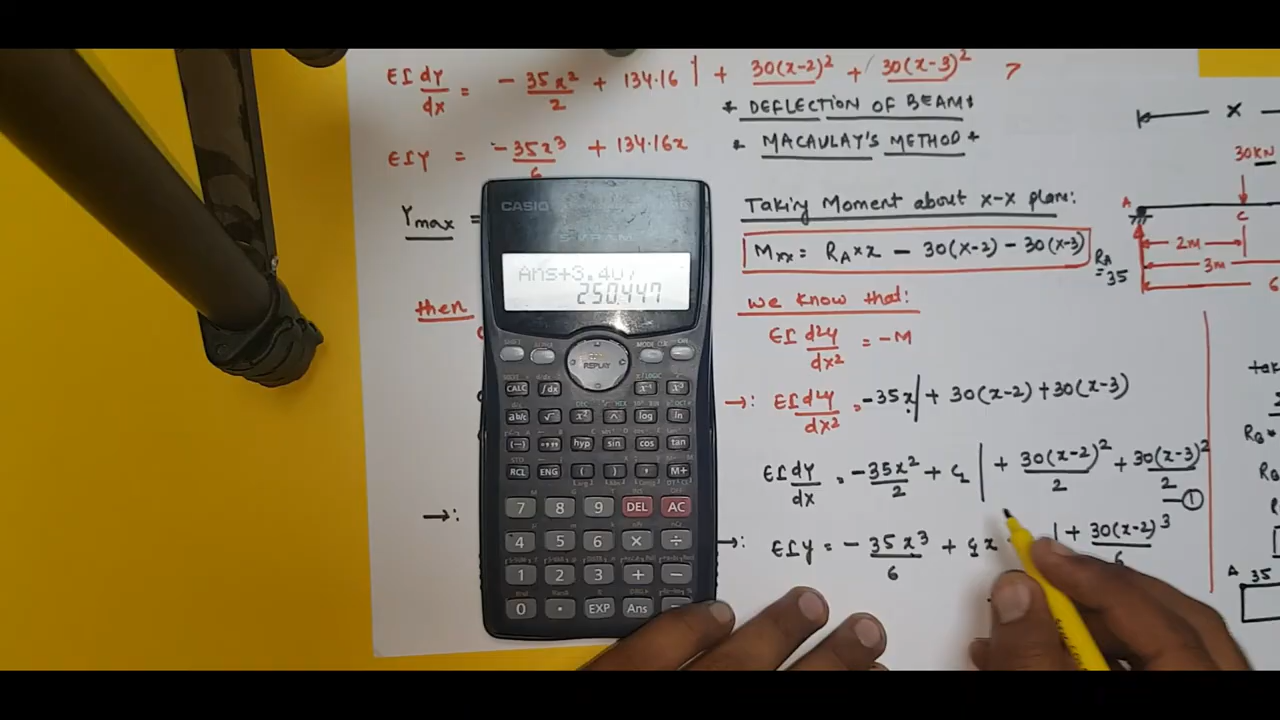 EI dy/dx = - 35x²/2 + 134.16 | + 30(x-2)² + 30(x-3)²
EIY = -35x³/6 + 134.16x
Ymax =
then
→:
CASIO
Ans+3.407
250.447
REPLAY
CALC
RCL ENG ( ) , M+
hyp sin cos tan
log ln
7 8 9 DEL AC
4 5 6 × ÷
1 2 3 + −
0 . EXP Ans =
* DEFLECTION OF BEAM*
* MACAULAY'S METHOD *
Taking Moment about x-x plan:
Mxx = RA×x - 30(x-2) - 30(x-3)
we know that:
EI d2y/dx2 = -M
→: EI d2y/dx2 = -35x | + 30(x-2) + 30(x-3)
EI dy/dx = -35x²/2 + C1 | + 30(x-2)²/2 + 30(x-3)²/2
①
→: EIy = - 35x³/6 + C1x | + 30(x-2)³/6
X
30KN
A
C
2m
3m
6
RA = 35
RB
A 35